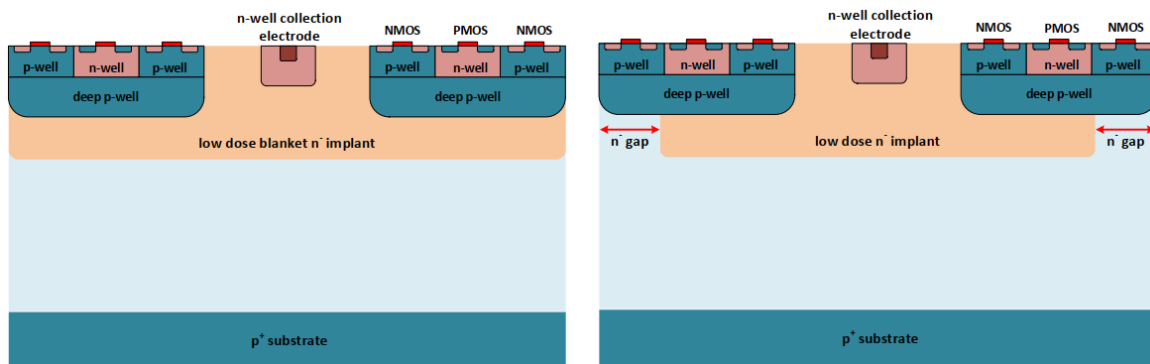 n-well collection
electrode
NMOS PMOS NMOS
p-well n-well p-well p-well n-well p-well
deep p-well deep p-well
low dose blanket n⁻ implant
p⁺ substrate
n-well collection
electrode
NMOS PMOS NMOS
p-well n-well p-well p-well n-well p-well
deep p-well deep p-well
n⁻ gap low dose n⁻ implant n⁻ gap
p⁺ substrate